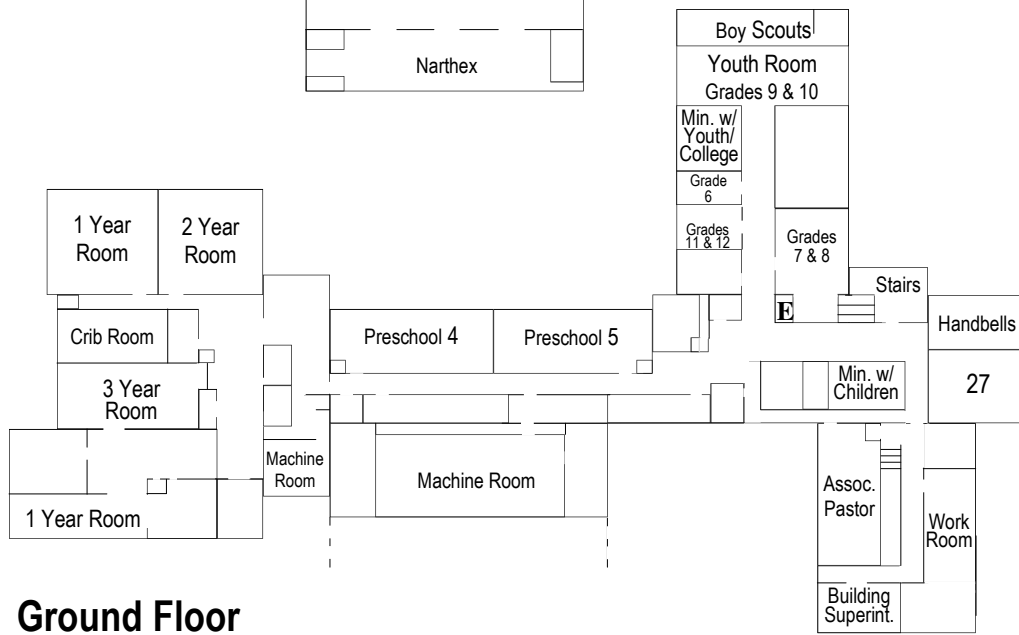 Boy Scouts
Narthex
Youth Room
Grades 9 & 10
Min. w/
Youth/
College
Grade
6
Grades
11 & 12
Grades
7 & 8
1 Year
Room
2 Year
Room
Stairs
E
Crib Room
Preschool 4
Preschool 5
Handbells
3 Year
Room
Min. w/
Children
27
Machine
Room
Machine Room
Assoc.
Pastor
1 Year Room
Work
Room
Building
Superint.
Ground Floor